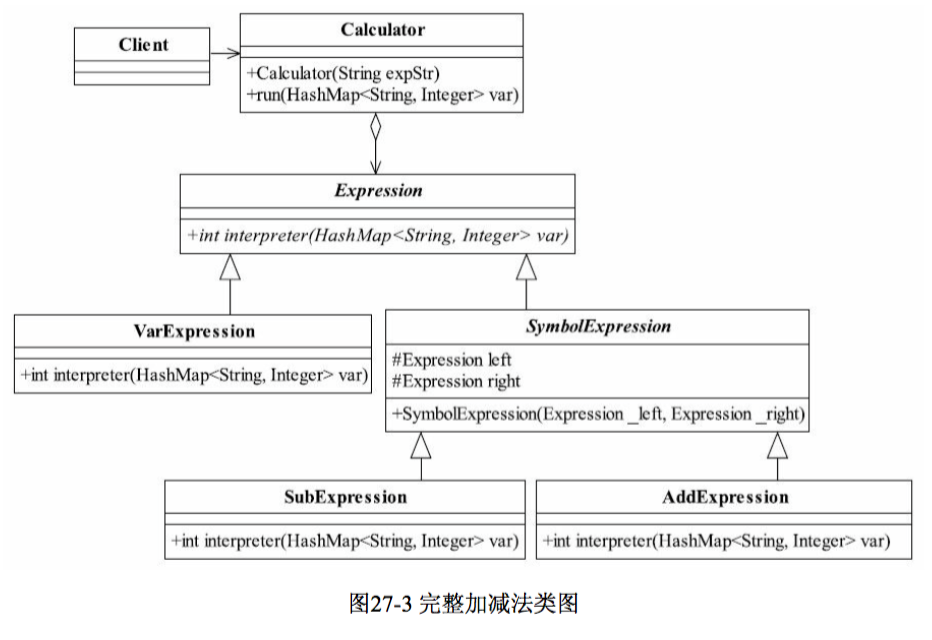 Client
Calculator
+Calculator(String expStr)
+run(HashMap<String, Integer> var)
Expression
+int interpreter(HashMap<String, Integer> var)
VarExpression
+int interpreter(HashMap<String, Integer> var)
SymbolExpression
#Expression left
#Expression right
+SymbolExpression(Expression _left, Expression _right)
SubExpression
+int interpreter(HashMap<String, Integer> var)
AddExpression
+int interpreter(HashMap<String, Integer> var)
图27-3 完整加减法类图